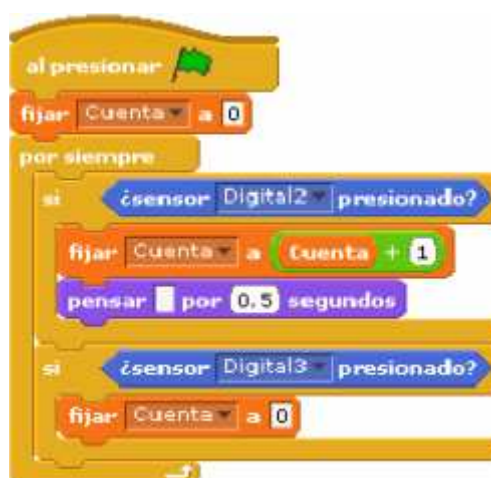 al presionar
fijar Cuenta a 0
por siempre
si ¿sensor Digital2 presionado?
fijar Cuenta a Cuenta + 1
pensar por 0.5 segundos
si ¿sensor Digital3 presionado?
fijar Cuenta a 0